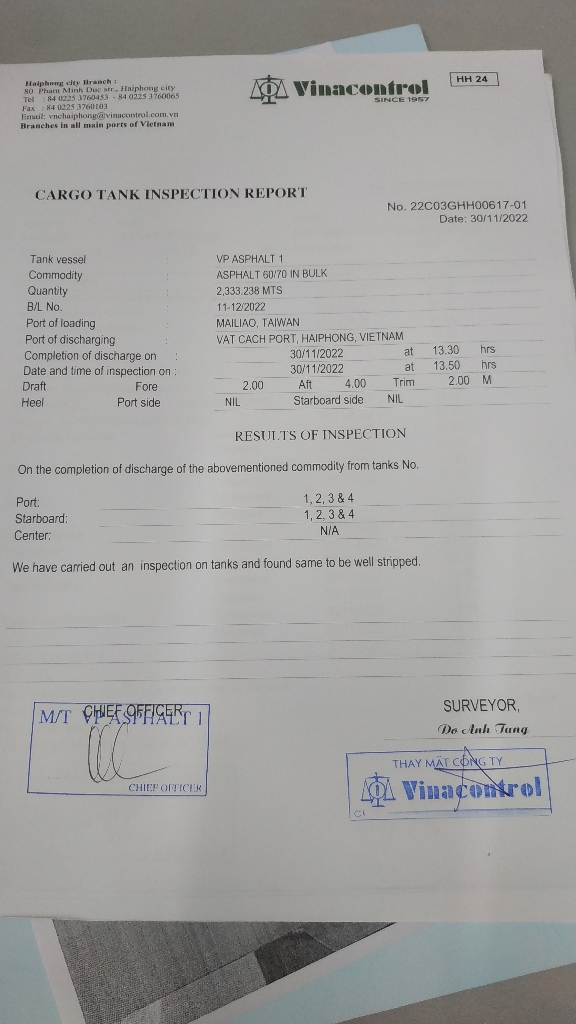 Haiphong city Branch :
80 Pham Minh Duc str., Haiphong city
Tel : 84 0225 3760453 - 84 0225 3760065
Fax : 84 0225 3760103
Email: vnchaiphong@vinacontrol.com.vn
Branches in all main ports of Vietnam
Vinacontrol
SINCE 1957
HH 24
CARGO TANK INSPECTION REPORT
No. 22C03GHH00617-01
Date: 30/11/2022
Tank vessel : VP ASPHALT 1
Commodity : ASPHALT 60/70 IN BULK
Quantity : 2,333.238 MTS
B/L No. : 11-12/2022
Port of loading : MAILIAO, TAIWAN
Port of discharging : VAT CACH PORT, HAIPHONG, VIETNAM
Completion of discharge on : 30/11/2022 at 13.30 hrs
Date and time of inspection on : 30/11/2022 at 13.50 hrs
Draft Fore 2.00 Aft 4.00 Trim 2.00 M
Heel Port side NIL Starboard side NIL
RESULTS OF INSPECTION
On the completion of discharge of the abovementioned commodity from tanks No.
Port: 1, 2, 3 & 4
Starboard: 1, 2, 3 & 4
Center: N/A
We have carried out an inspection on tanks and found same to be well stripped.
CHIEF OFFICER
M/T VP ASPHALT 1
CHIEF OFFICER
SURVEYOR,
Do Anh Tung
THAY MẶT CÔNG TY
Vinacontrol